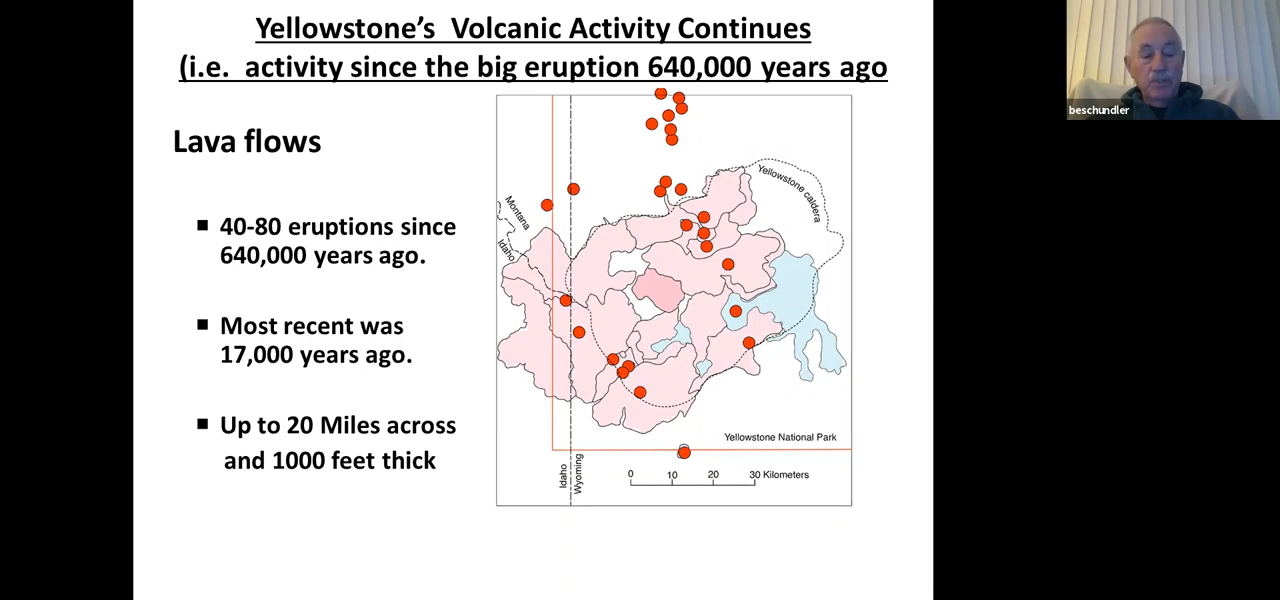 Yellowstone's  Volcanic Activity Continues
(i.e.  activity since the big eruption 640,000 years ago
Lava flows
▪ 40-80 eruptions since
640,000 years ago.
▪ Most recent was
17,000 years ago.
▪ Up to 20 Miles across
and 1000 feet thick
Yellowstone caldera
Montana
Idaho
Yellowstone National Park
Idaho
Wyoming
0 10 20 30 Kilometers
beschundler